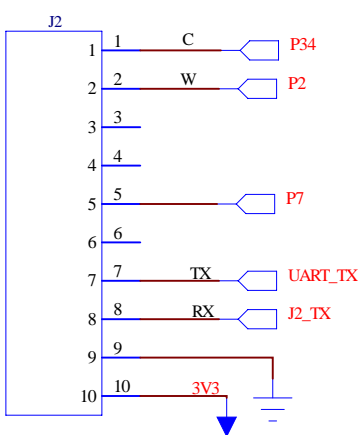 J2
1 1 C P34
2 2 W P2
3 3
4 4
5 5 P7
6 6
7 7 TX UART_TX
8 8 RX J2_TX
9 9
10 10 3V3